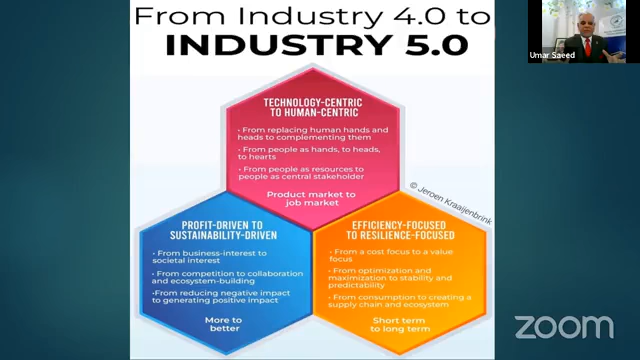 From Industry 4.0 to
INDUSTRY 5.0
Umar Saeed
TECHNOLOGY-CENTRIC
TO HUMAN-CENTRIC
• From replacing human hands and
heads to complementing them
• From people as hands, to heads,
to hearts
• From people as resources to
people as central stakeholder
Product market to
job market
© Jeroen Kraaijenbrink
PROFIT-DRIVEN TO
SUSTAINABILITY-DRIVEN
• From business-interest to
societal interest
• From competition to collaboration
and ecosystem-building
• From reducing negative impact
to generating positive impact
More to
better
EFFICIENCY-FOCUSED
TO RESILIENCE-FOCUSED
• From a cost focus to a value
focus
• From optimization and
maximization to stability and
predictability
• From consumption to creating a
supply chain and ecosystem
Short term
to long term
zoom